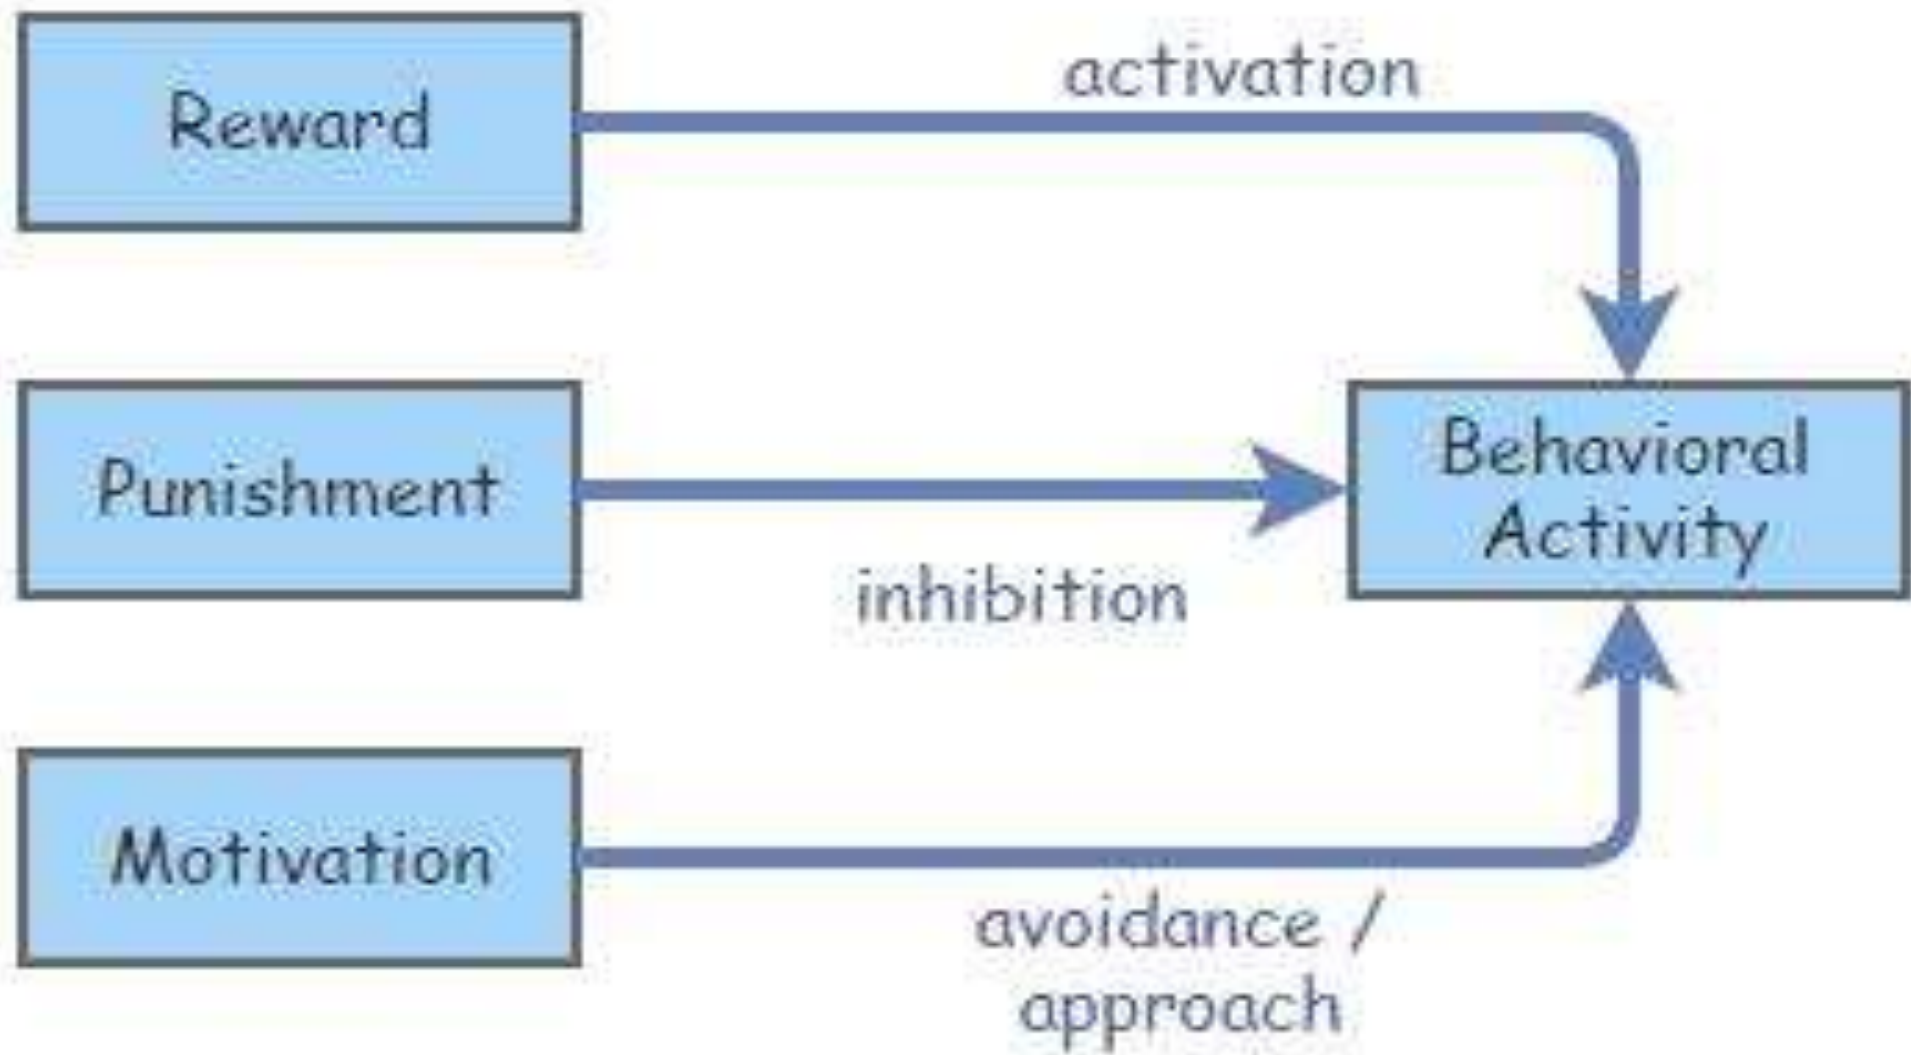 Reward
activation
Punishment
inhibition
Behavioral
Activity
Motivation
avoidance /
approach